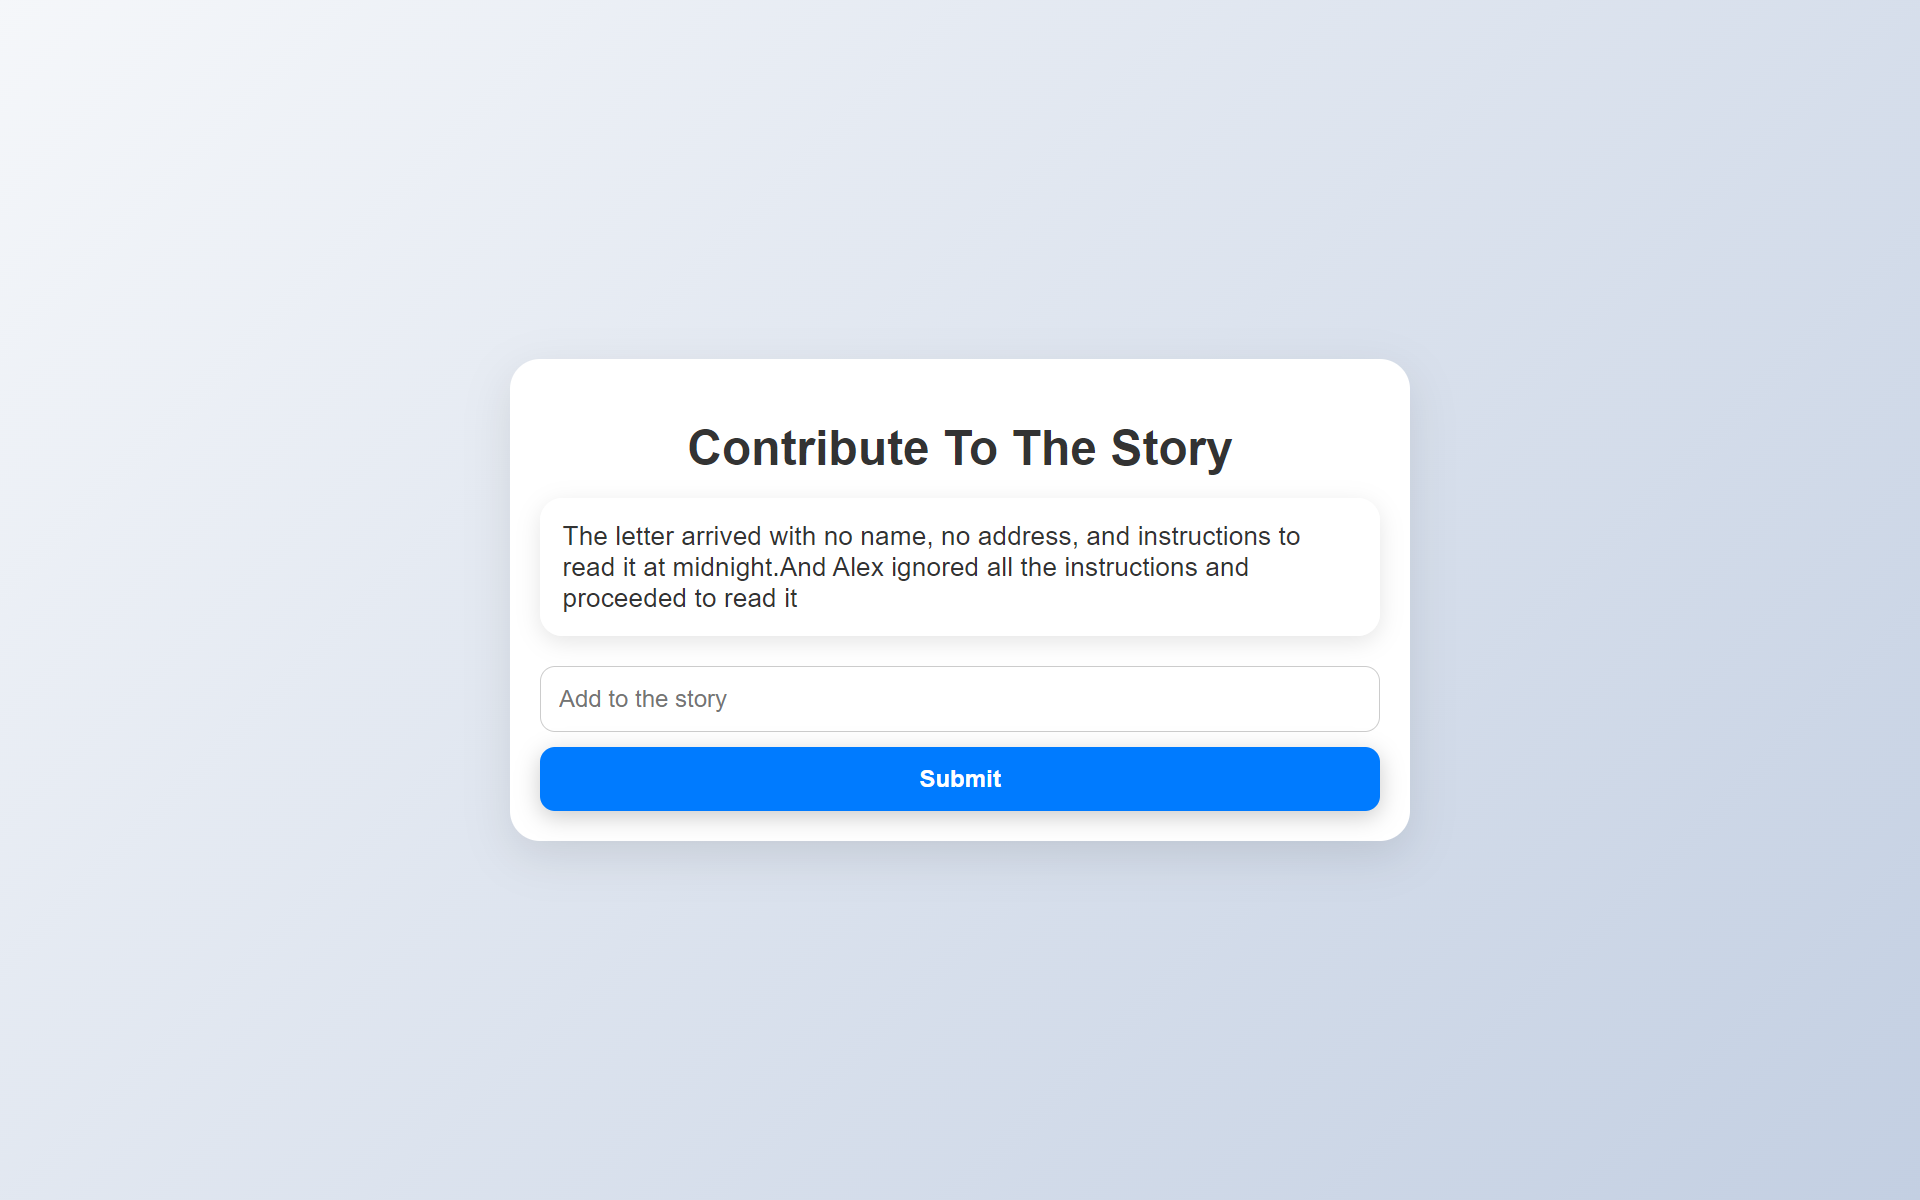 Contribute To The Story
The letter arrived with no name, no address, and instructions to
read it at midnight.And Alex ignored all the instructions and
proceeded to read it
Add to the story
Submit